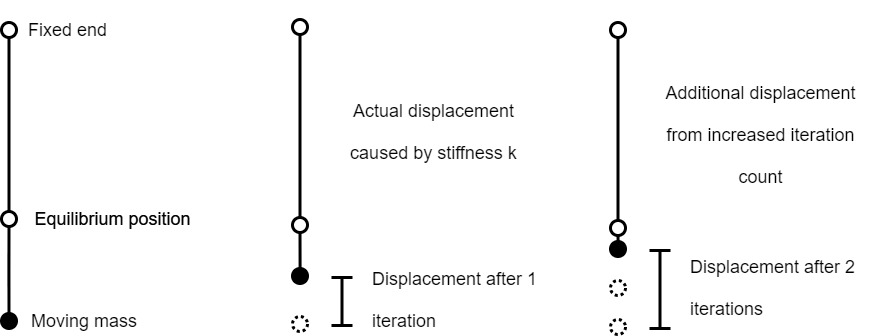 Fixed end
Equilibrium position
Moving mass
Actual displacement
caused by stiffness k
Displacement after 1
iteration
Additional displacement
from increased iteration
count
Displacement after 2
iterations